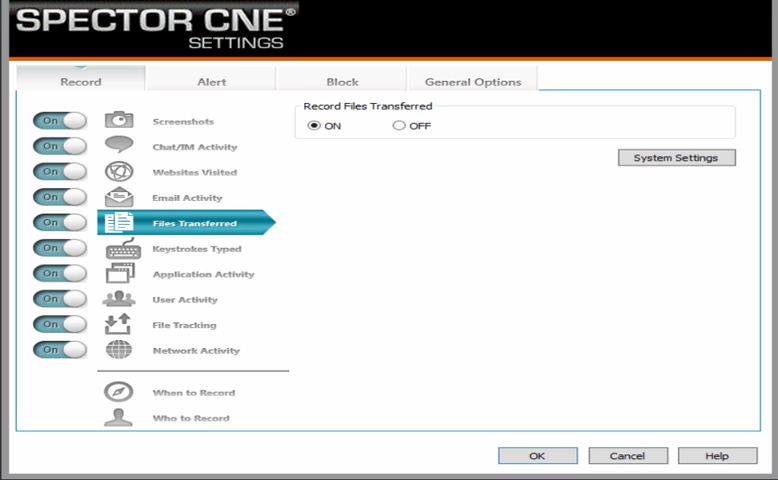 SPECTOR CNE®
SETTINGS
Record Alert Block General Options
On Screenshots
On Chat/IM Activity
On Websites Visited
On Email Activity
On Files Transferred
On Keystrokes Typed
On Application Activity
On User Activity
On File Tracking
On Network Activity
When to Record
Who to Record
Record Files Transferred
ON OFF
System Settings
OK Cancel Help